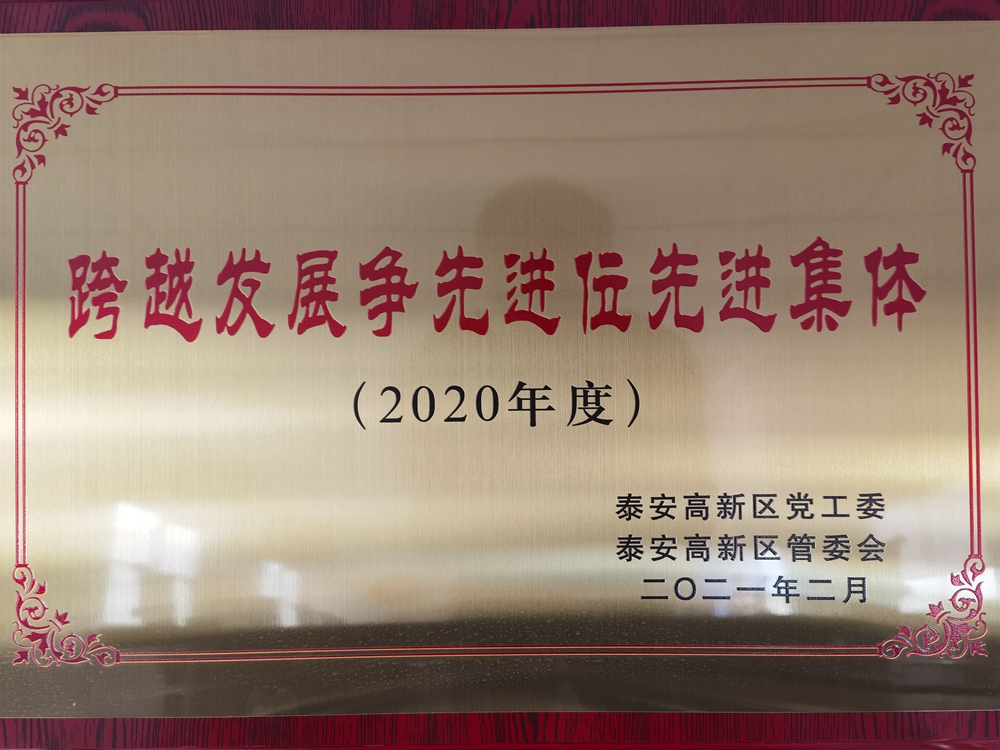 跨越发展争先进位先进集体
（2020年度）
泰安高新区党工委
泰安高新区管委会
二〇二一年二月